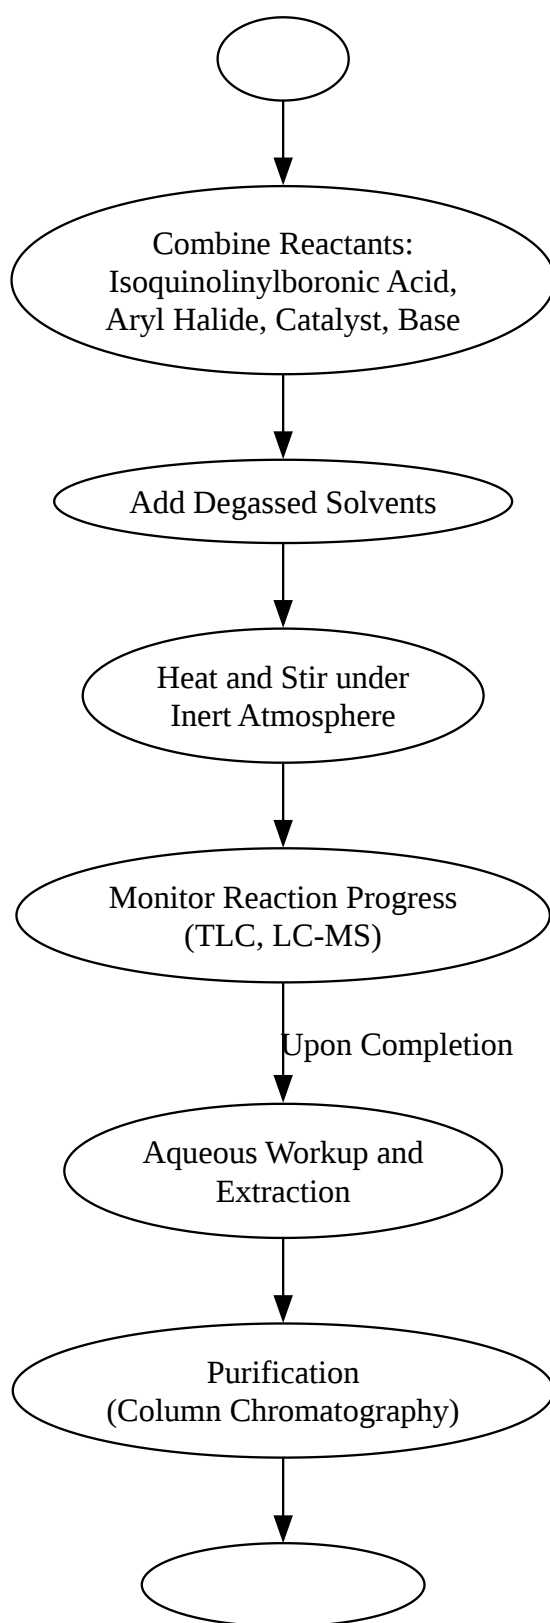 Combine Reactants:
Isoquinolinylboronic Acid,
Aryl Halide, Catalyst, Base
Add Degassed Solvents
Heat and Stir under
Inert Atmosphere
Monitor Reaction Progress
(TLC, LC-MS)
Upon Completion
Aqueous Workup and
Extraction
Purification
(Column Chromatography)